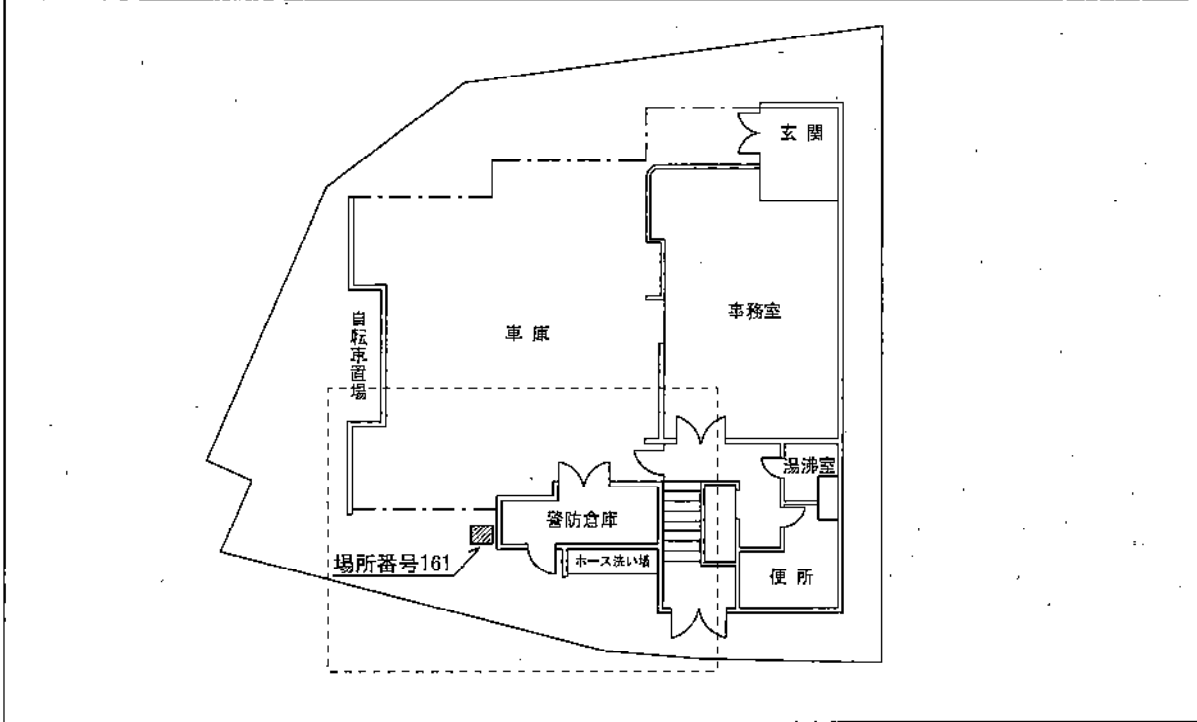 玄関
事務室
車庫
自転車置場
湯沸室
警防倉庫
ホース洗い場
場所番号161
便所